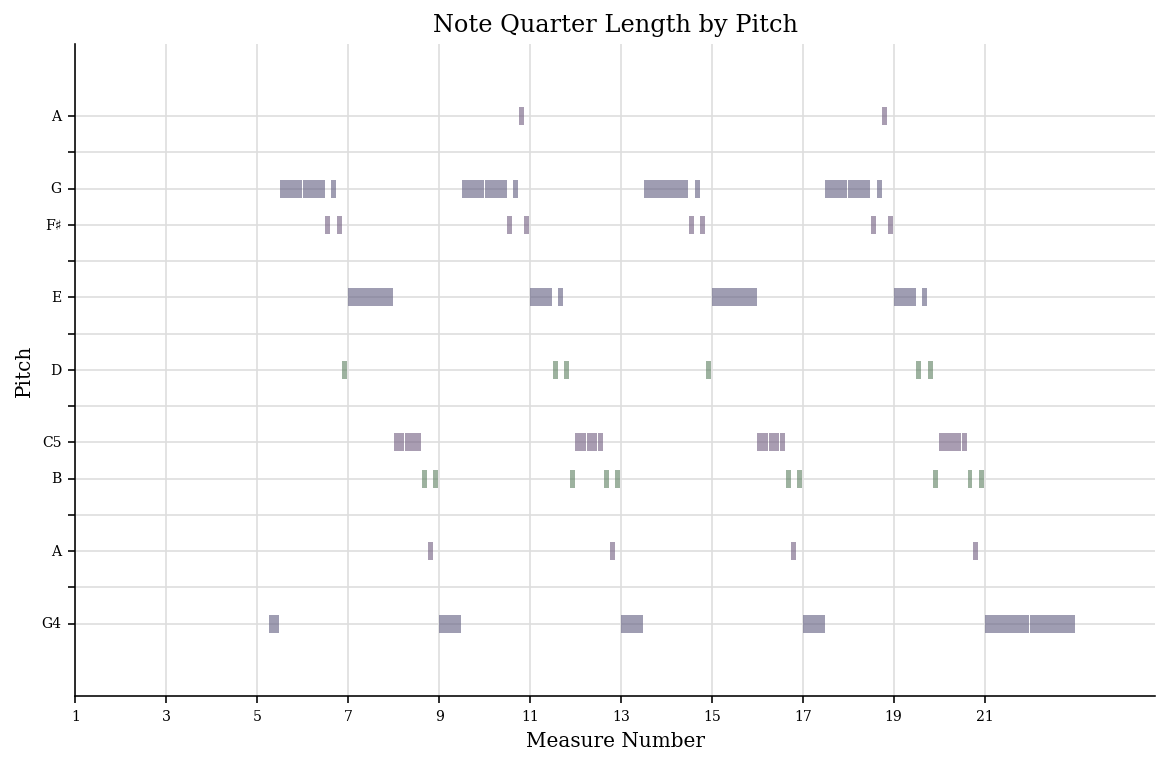 Note Quarter Length by Pitch
A
G
F♯
E
D
C5
B
A
G4
Pitch
1 3 5 7 9 11 13 15 17 19 21
Measure Number